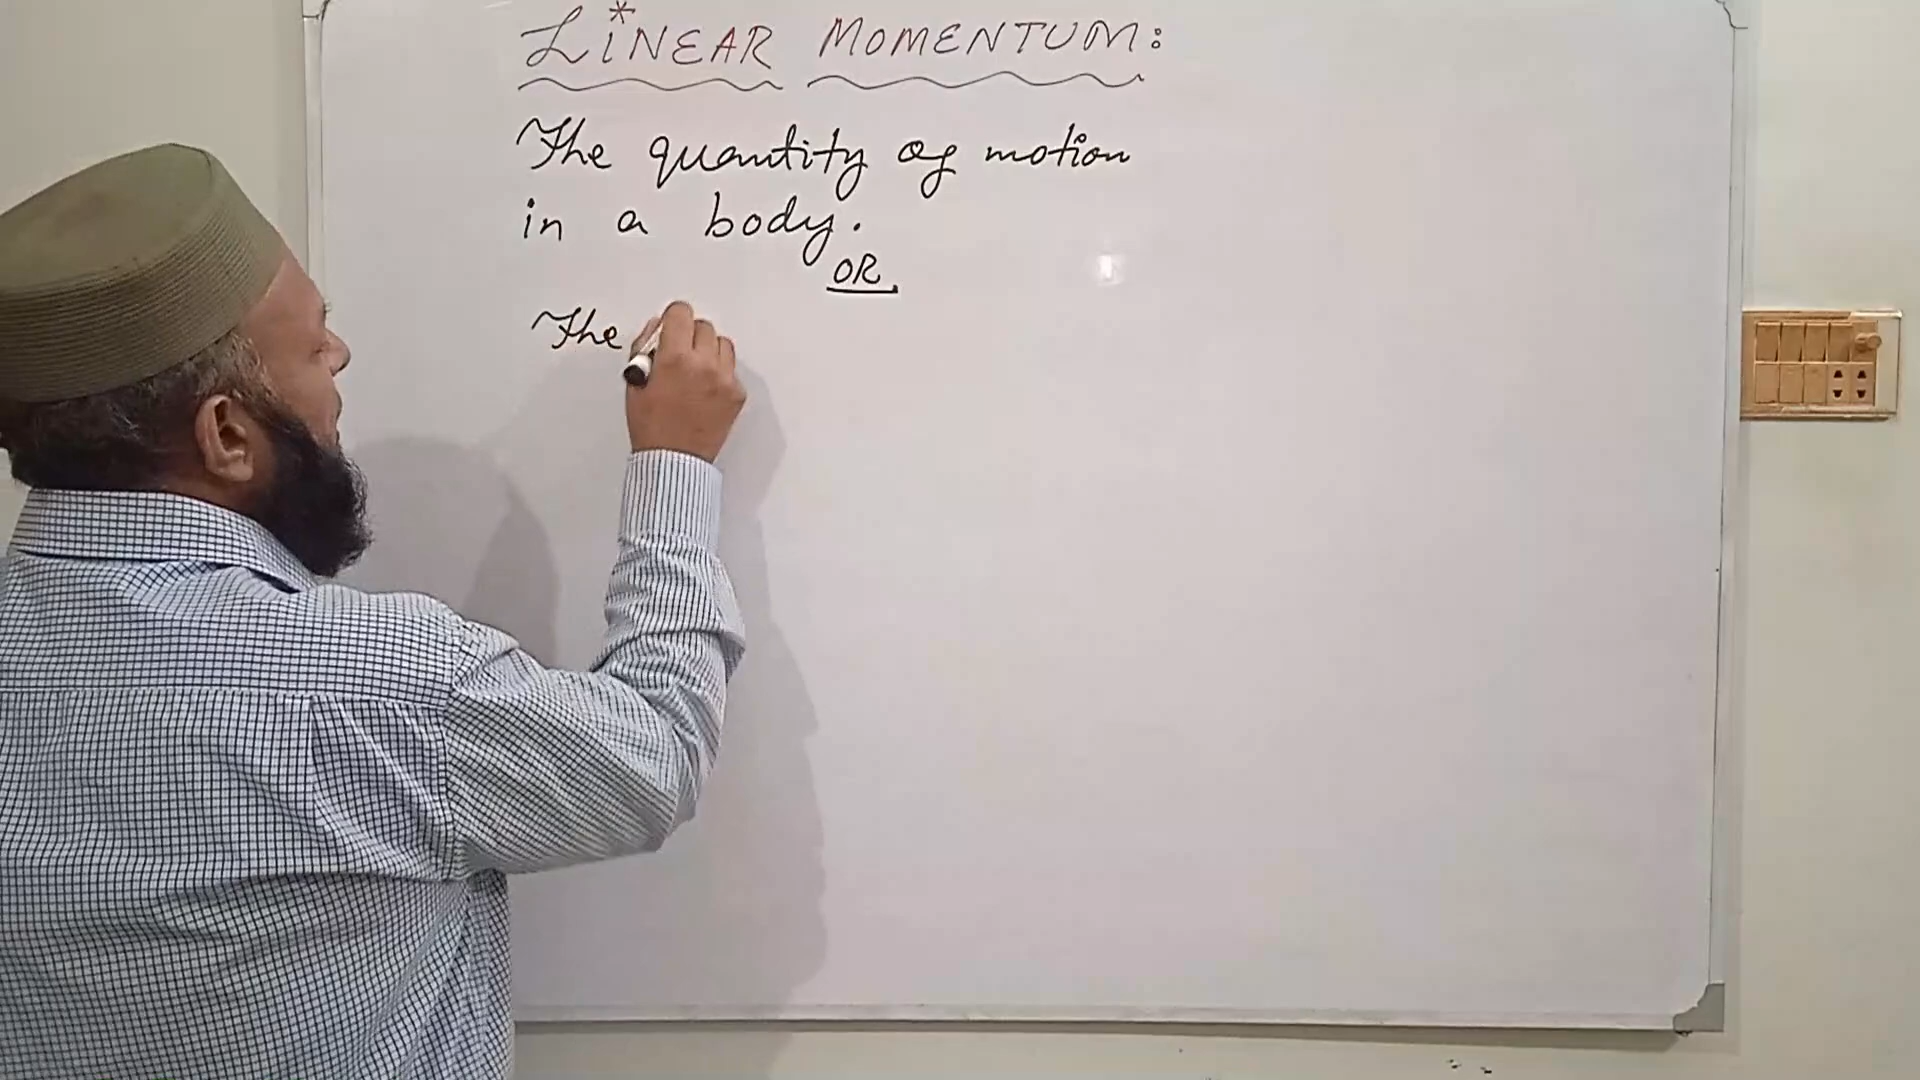 LiNEAR MOMENTUM:
The quantity of motion
in a body.
OR
The